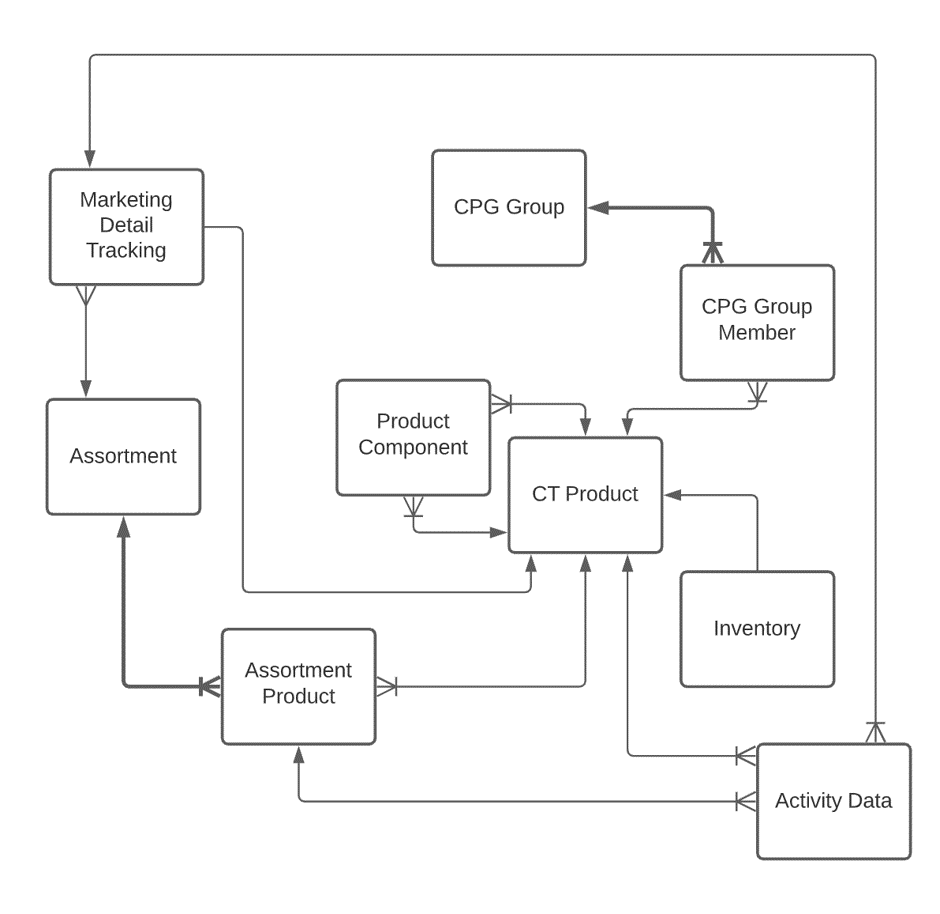 Marketing
Detail
Tracking
CPG Group
CPG Group
Member
Assortment
Product
Component
CT Product
Inventory
Assortment
Product
Activity Data